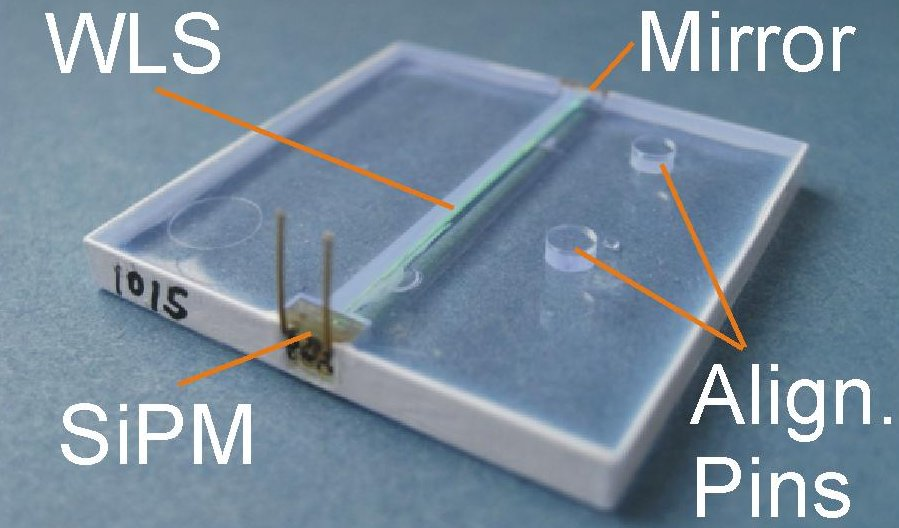 WLS
Mirror
1015
SiPM
Align.
Pins